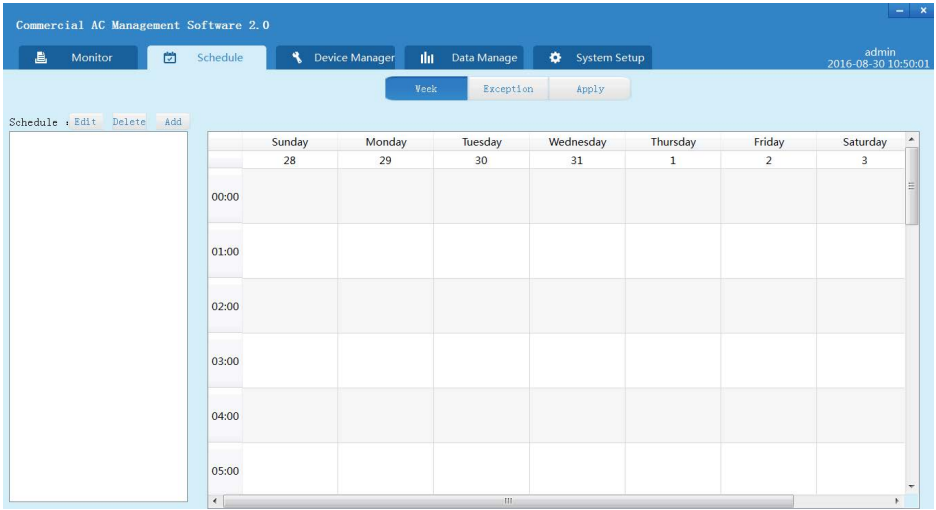 Commercial AC Management Software 2.0
Monitor Schedule Device Manager Data Manage System Setup
admin
2016-08-30 10:50:01
Week Exception Apply
Schedule : Edit Delete Add
Sunday Monday Tuesday Wednesday Thursday Friday Saturday
28 29 30 31 1 2 3
00:00
01:00
02:00
03:00
04:00
05:00